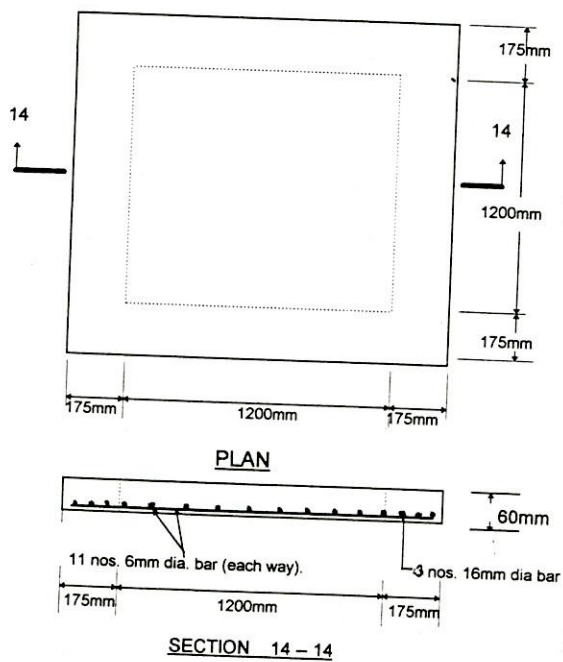 175mm
14
14
1200mm
175mm
175mm
1200mm
175mm
PLAN
60mm
11 nos. 6mm dia. bar (each way).
3 nos. 16mm dia bar
175mm
1200mm
175mm
SECTION 14 – 14